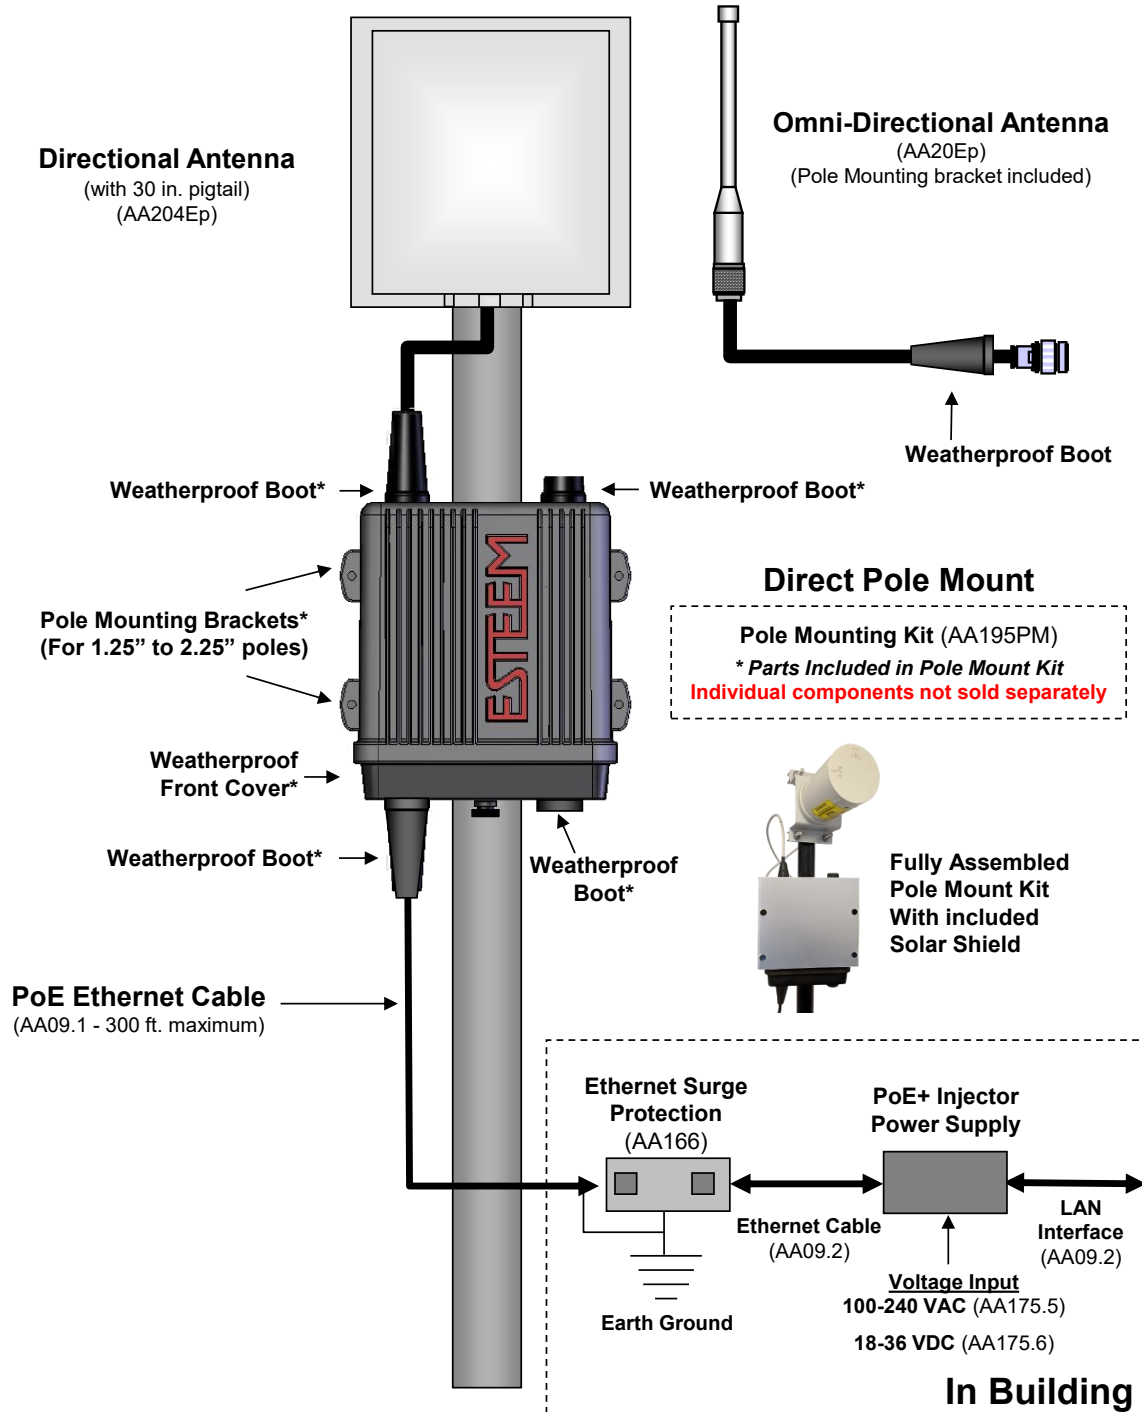 Directional Antenna
(with 30 in. pigtail)
(AA204Ep)
Omni-Directional Antenna
(AA20Ep)
(Pole Mounting bracket included)
Weatherproof Boot
Weatherproof Boot*
Weatherproof Boot*
ESTEEM
Pole Mounting Brackets*
(For 1.25” to 2.25” poles)
Direct Pole Mount
Pole Mounting Kit (AA195PM)
* Parts Included in Pole Mount Kit
Individual components not sold separately
Weatherproof
Front Cover*
Weatherproof Boot*
Weatherproof
Boot*
Fully Assembled
Pole Mount Kit
With included
Solar Shield
PoE Ethernet Cable
(AA09.1 - 300 ft. maximum)
Ethernet Surge
Protection
(AA166)
PoE+ Injector
Power Supply
Ethernet Cable
(AA09.2)
LAN
Interface
(AA09.2)
Earth Ground
Voltage Input
100-240 VAC (AA175.5)
18-36 VDC (AA175.6)
In Building